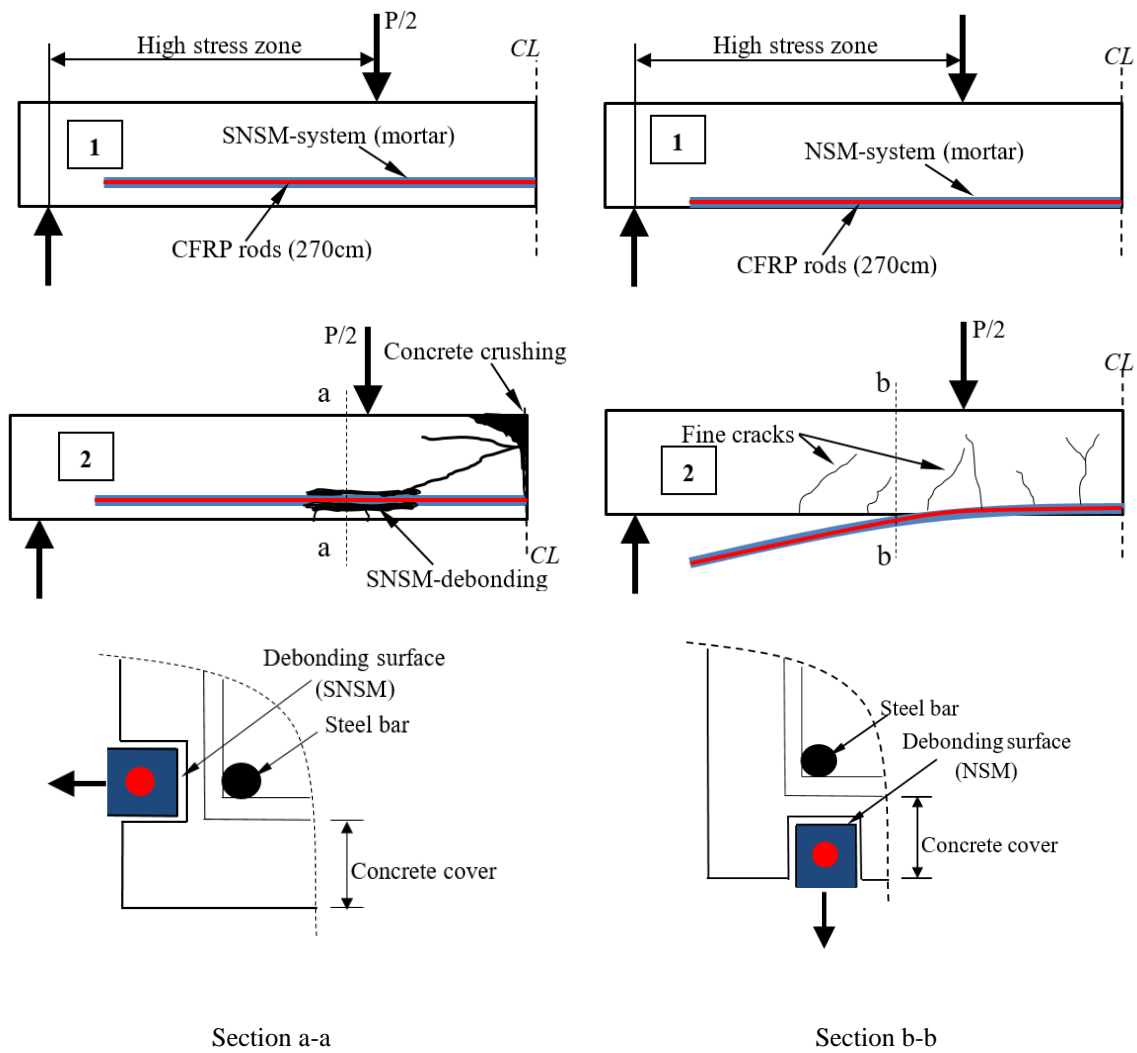 P/2
High stress zone
CL
1
SNSM-system (mortar)
CFRP rods (270cm)
High stress zone
CL
1
NSM-system (mortar)
CFRP rods (270cm)
P/2
Concrete crushing
a
2
a
CL
SNSM-debonding
P/2
CL
b
Fine cracks
2
b
Debonding surface
(SNSM)
Steel bar
Concrete cover
Steel bar
Debonding surface
(NSM)
Concrete cover
Section a-a
Section b-b